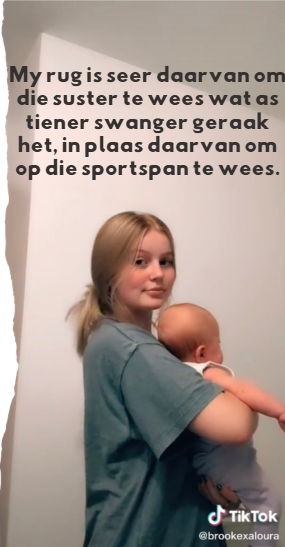 My rug is seer daarvan om
die suster te wees wat as
tiener swanger geraak
het, in plaas daarvan om
op die sportspan te wees.
TikTok
@brookexaloura